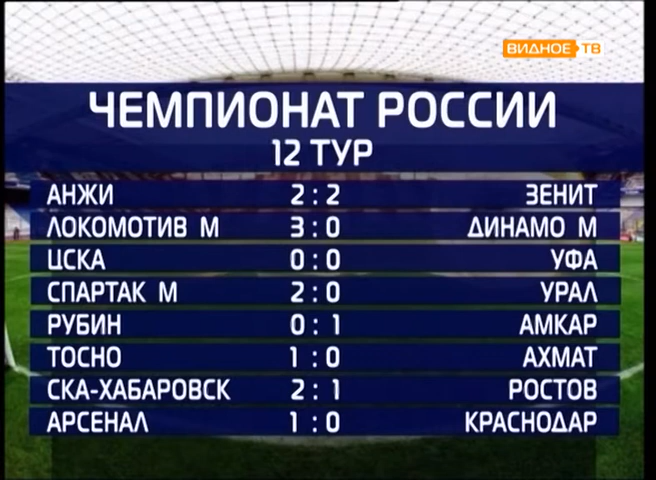 ВИДНОЕ ТВ
ЧЕМПИОНАТ РОССИИ
12 ТУР
АНЖИ 2 : 2 ЗЕНИТ
ЛОКОМОТИВ М 3 : 0 ДИНАМО М
ЦСКА 0 : 0 УФА
СПАРТАК М 2 : 0 УРАЛ
РУБИН 0 : 1 АМКАР
ТОСНО 1 : 0 АХМАТ
СКА-ХАБАРОВСК 2 : 1 РОСТОВ
АРСЕНАЛ 1 : 0 КРАСНОДАР